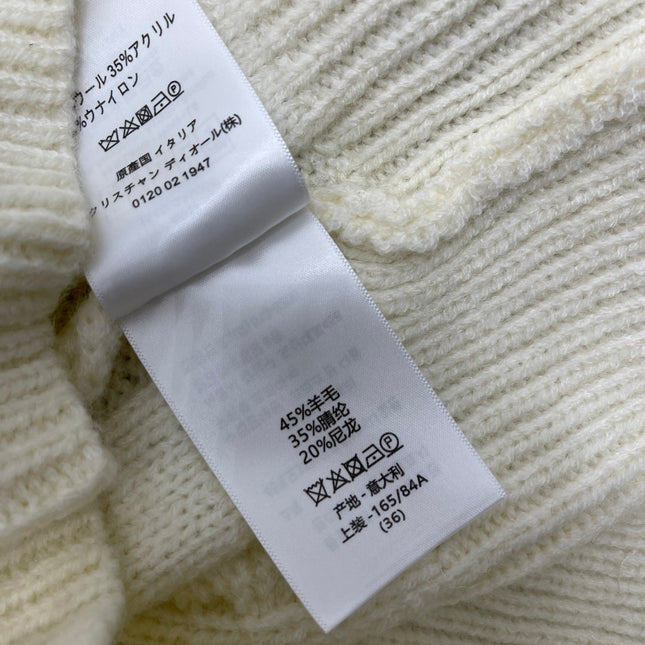 ウール 35%アクリル
%ウナイロン
原産国 イタリア
クリスチャン ディオール(株)
0120 02 1947
45%羊毛
35%腈纶
20%尼龙
产地 - 意大利
上装 -165/84A
(36)